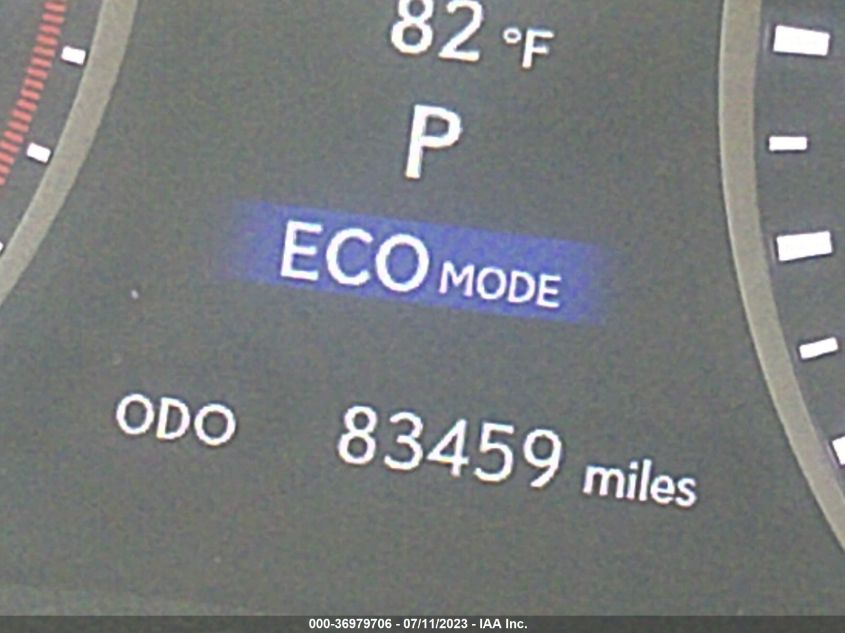 82 °F
P
ECO MODE
ODO 83459 miles
000-36979706 - 07/11/2023 - IAA Inc.